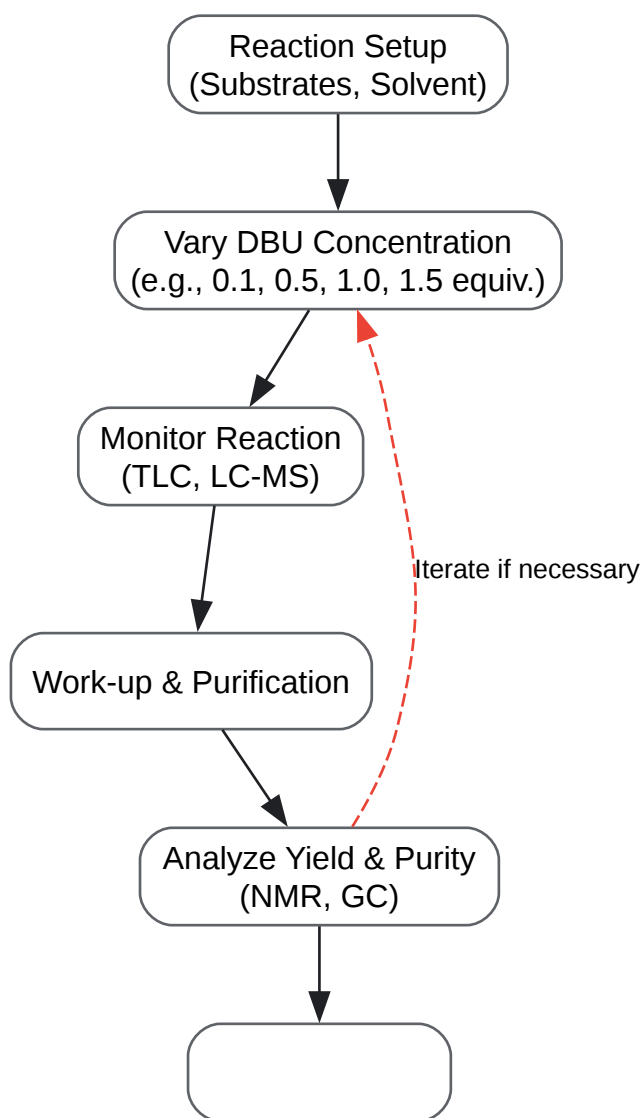 Reaction Setup
(Substrates, Solvent)
Vary DBU Concentration
(e.g., 0.1, 0.5, 1.0, 1.5 equiv.)
Monitor Reaction
(TLC, LC-MS)
Iterate if necessary
Work-up & Purification
Analyze Yield & Purity
(NMR, GC)